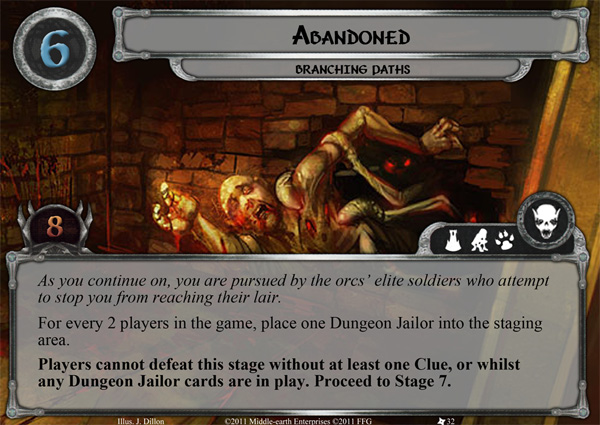 6
ABANDONED
BRANCHING PATHS
8
As you continue on, you are pursued by the orcs' elite soldiers who attempt
to stop you from reaching their lair.
For every 2 players in the game, place one Dungeon Jailor into the staging
area.
Players cannot defeat this stage without at least one Clue, or whilst
any Dungeon Jailor cards are in play. Proceed to Stage 7.
Illus. J. Dillon ©2011 Middle-earth Enterprises ©2011 FFG 32